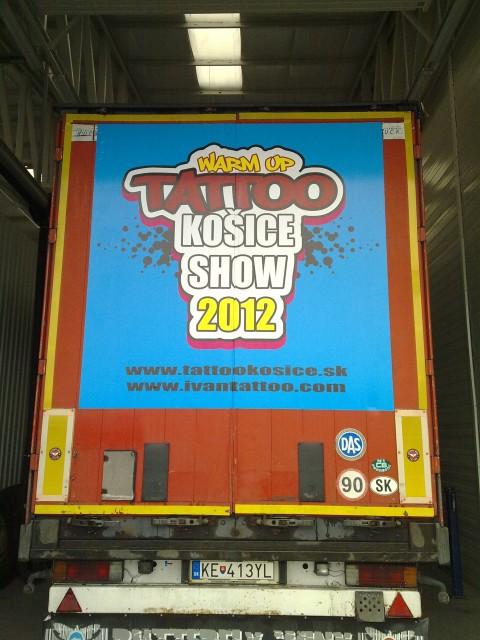 WARM UP
TATTOO
KOŠICE
SHOW
2012
www.tattookosice.sk
www.ivantattoo.com
DAS
90
SK
KE 413YL